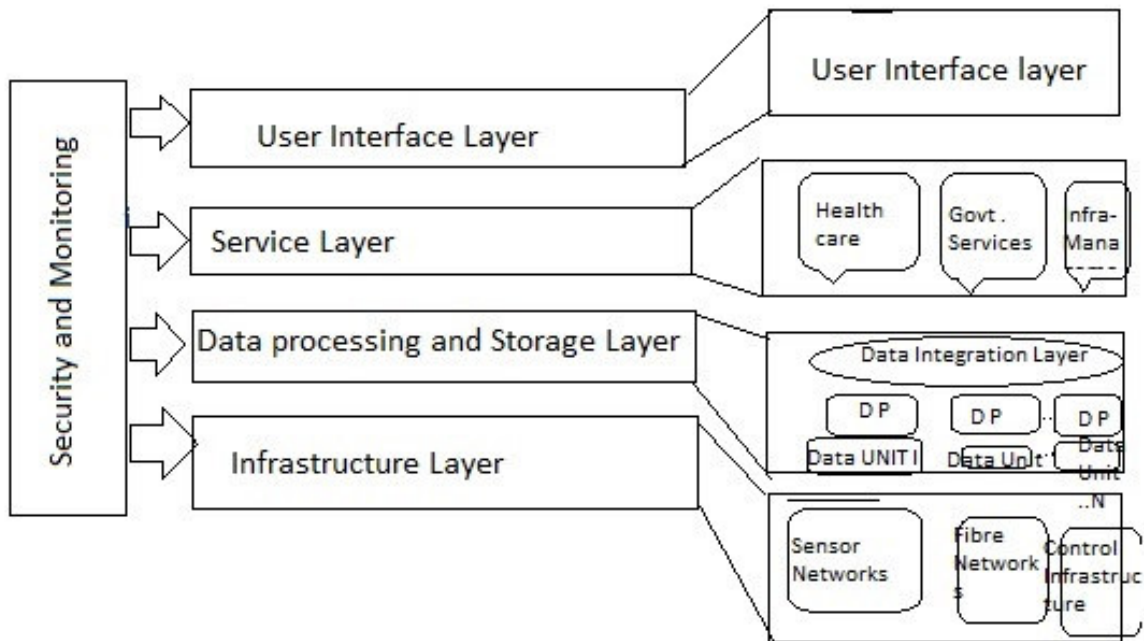 Security and Monitoring
User Interface Layer
Service Layer
Data processing and Storage Layer
Infrastructure Layer
User Interface layer
Health
care
Govt .
Services
nfra-
Mana
Data Integration Layer
D P
D P
..
D P
Data UNIT I
Data Unit
..
Data
Unit
..N
Sensor
Networks
Fibre
Network
s
Control
Infrastruc
ture